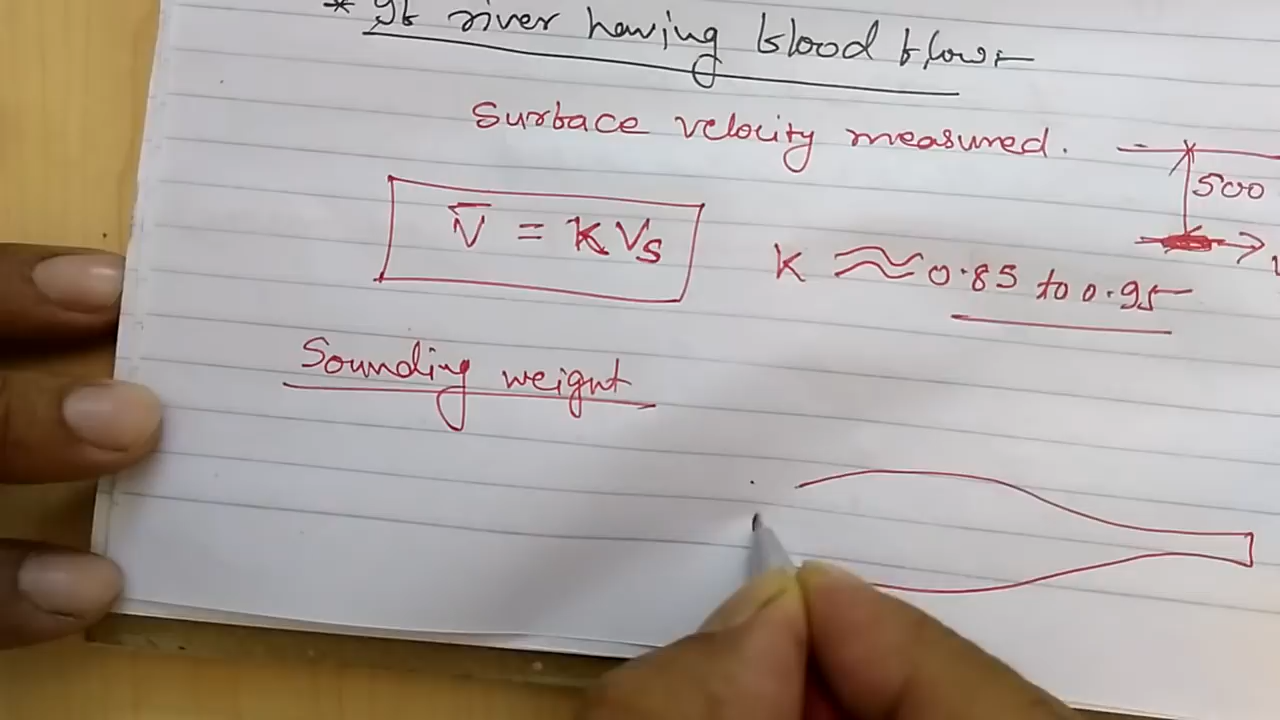 * If river having flood flow
Surface velocity measured.
500
V̅ = K Vs
K ≈ 0.85 to 0.95
Sounding weight